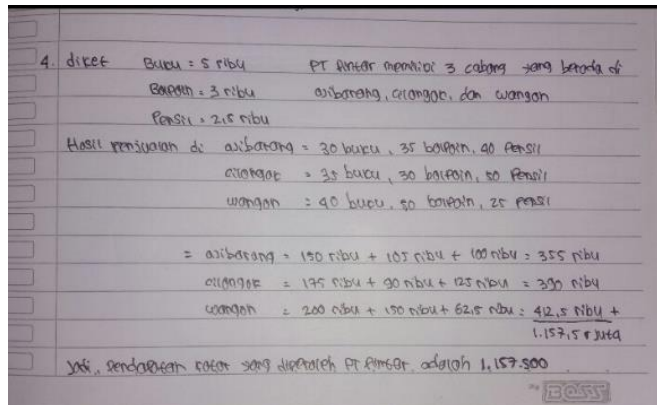 4. diket Buku = 5 ribu PT Pintar memiliki 3 cabang yang berada di
Bolpoin = 3 ribu ajibarang, cilongok, dan wangon
Pensil = 2,5 ribu
Hasil penjualan di ajibarang = 30 buku, 35 bolpoin, 40 Pensil
cilongok = 35 buku, 30 bolpoin, 50 Pensil
wangon = 40 buku, 50 bolpoin, 25 pensil
= ajibarang = 150 ribu + 105 ribu + 100 ribu = 355 ribu
cilongok = 175 ribu + 90 ribu + 125 ribu = 390 ribu
wangon = 200 ribu + 150 ribu + 62,5 ribu = 412,5 ribu +
1.157,5 juta
Jadi, Pendapatan kotor yang diperoleh PT Pintar, adalah 1.157.500
BOSS